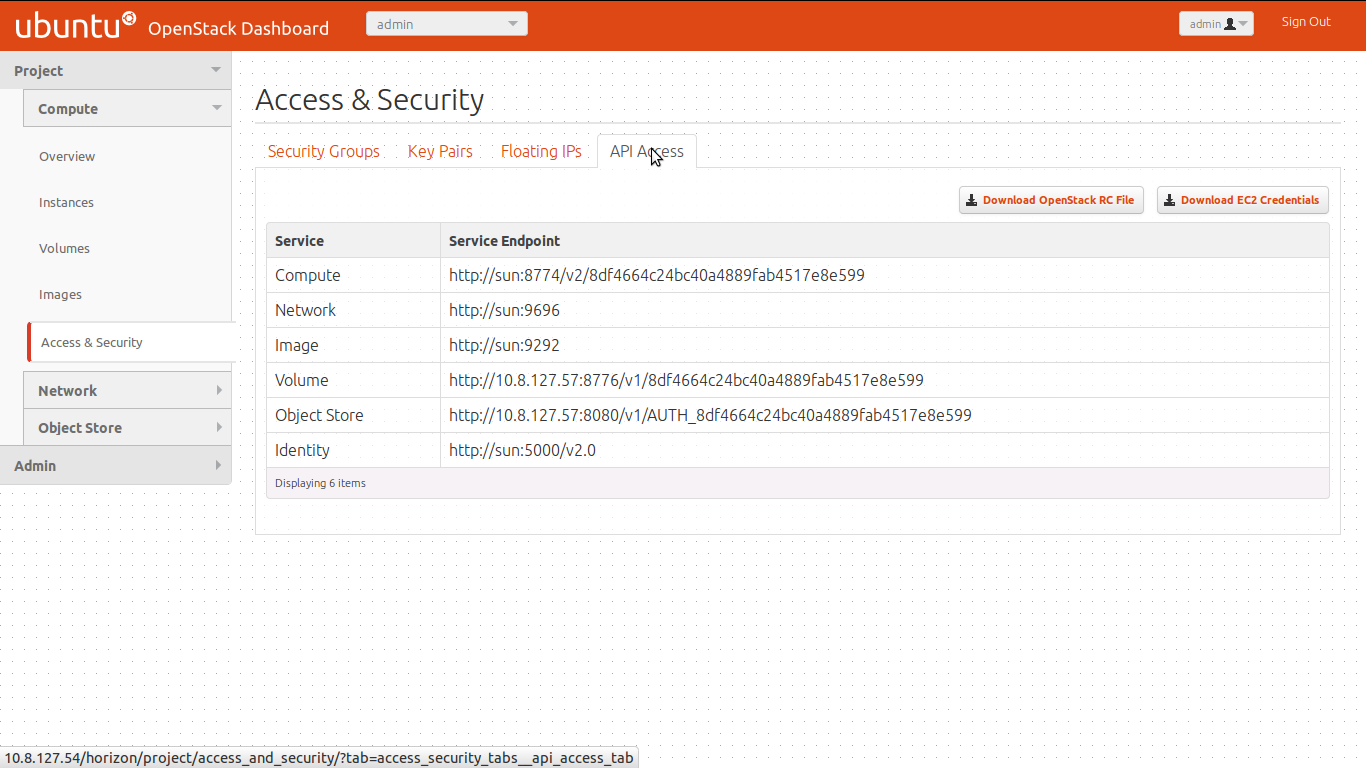 ubuntu OpenStack Dashboard admin admin Sign Out
Project
Compute
Overview
Instances
Volumes
Images
Access & Security
Network
Object Store
Admin
Access & Security
Security Groups Key Pairs Floating IPs API Access
Download OpenStack RC File Download EC2 Credentials
Service Service Endpoint
Compute http://sun:8774/v2/8df4664c24bc40a4889fab4517e8e599
Network http://sun:9696
Image http://sun:9292
Volume http://10.8.127.57:8776/v1/8df4664c24bc40a4889fab4517e8e599
Object Store http://10.8.127.57:8080/v1/AUTH_8df4664c24bc40a4889fab4517e8e599
Identity http://sun:5000/v2.0
Displaying 6 items
10.8.127.54/horizon/project/access_and_security/?tab=access_security_tabs__api_access_tab